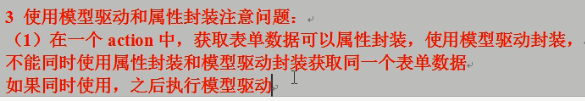 3 使用模型驱动和属性封装注意问题：
（1）在一个 action 中，获取表单数据可以属性封装，使用模型驱动封装，
不能同时使用属性封装和模型驱动封装获取同一个表单数据
如果同时使用，之后执行模型驱动